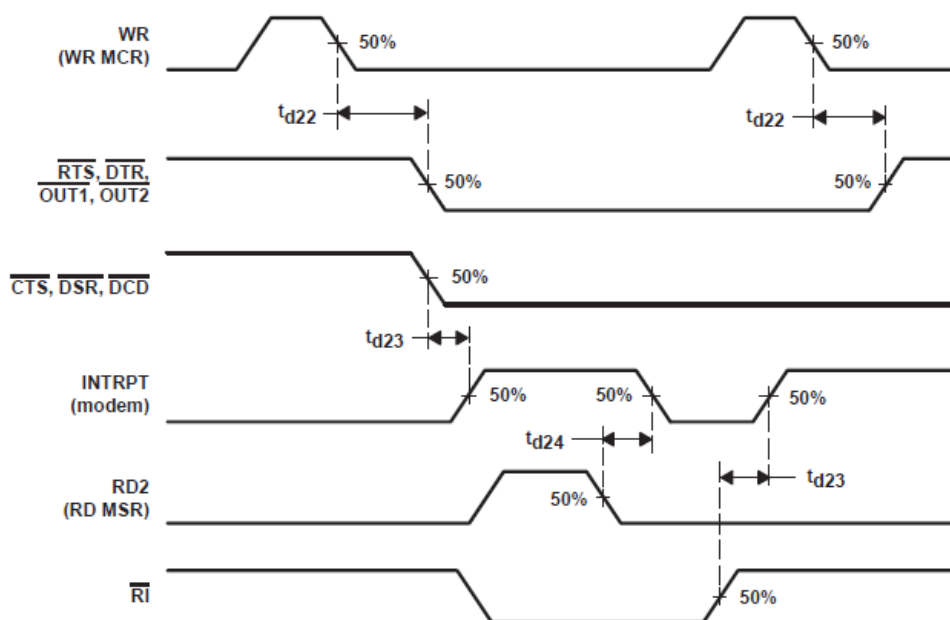 WR
(WR MCR)
50%
50%
td22
td22
RTS, DTR,
OUT1, OUT2
50%
50%
CTS, DSR, DCD
50%
td23
INTRPT
(modem)
50%
50%
50%
td24
td23
RD2
(RD MSR)
50%
RI
50%